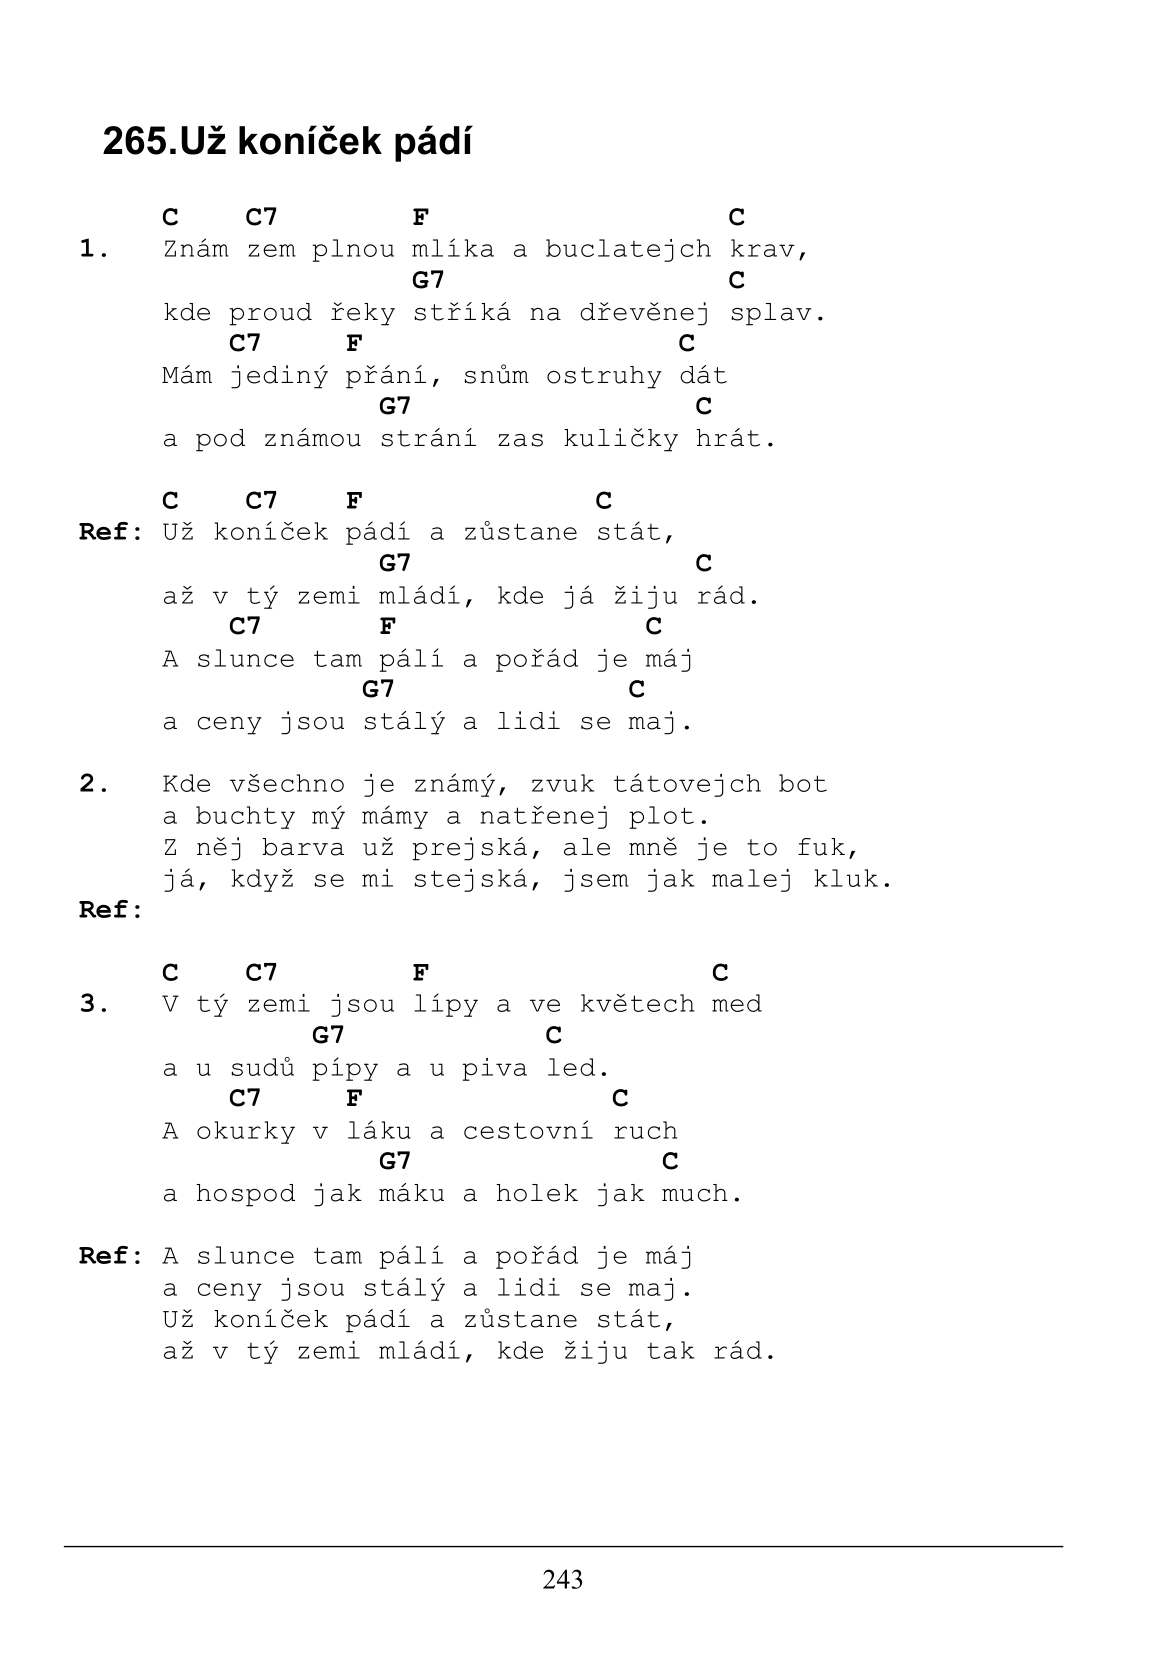 265.Už koníček pádí
C    C7        F                  C
1.   Znám zem plnou mlíka a buclatejch krav,
G7                 C
kde proud řeky stříká na dřevěnej splav.
C7     F                   C
Mám jediný přání, snům ostruhy dát
G7                 C
a pod známou strání zas kuličky hrát.
C    C7    F              C
Ref: Už koníček pádí a zůstane stát,
G7                 C
až v tý zemi mládí, kde já žiju rád.
C7       F               C
A slunce tam pálí a pořád je máj
G7              C
a ceny jsou stálý a lidi se maj.
2.   Kde všechno je známý, zvuk tátovejch bot
a buchty mý mámy a natřenej plot.
Z něj barva už prejská, ale mně je to fuk,
já, když se mi stejská, jsem jak malej kluk.
Ref:
C    C7        F                 C
3.   V tý zemi jsou lípy a ve květech med
G7            C
a u sudů pípy a u piva led.
C7     F               C
A okurky v láku a cestovní ruch
G7               C
a hospod jak máku a holek jak much.
Ref: A slunce tam pálí a pořád je máj
a ceny jsou stálý a lidi se maj.
Už koníček pádí a zůstane stát,
až v tý zemi mládí, kde žiju tak rád.
243